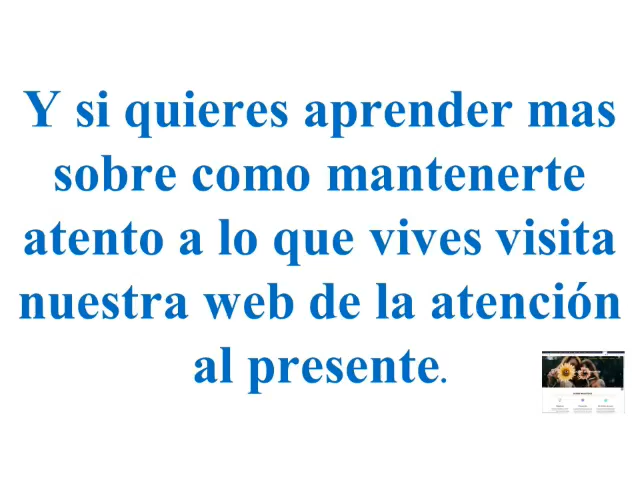 Y si quieres aprender mas
sobre como mantenerte
atento a lo que vives visita
nuestra web de la atención
al presente.